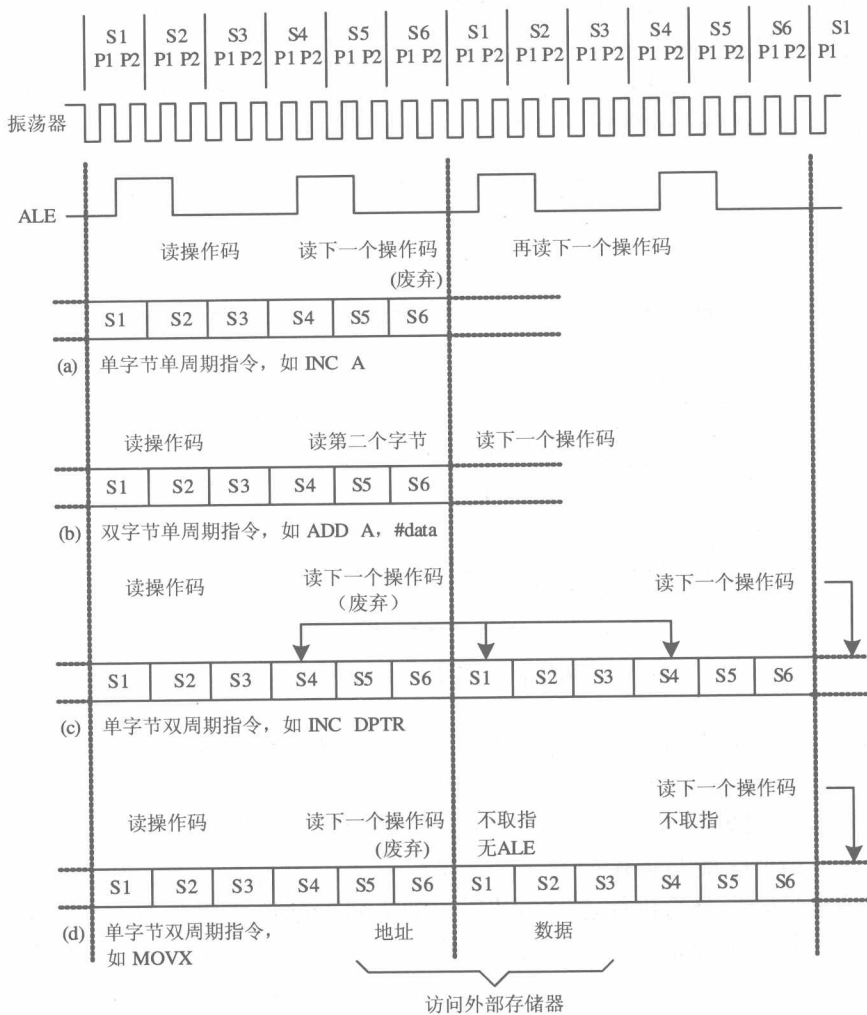 S1 S2 S3 S4 S5 S6 S1 S2 S3 S4 S5 S6 S1
P1 P2 P1 P2 P1 P2 P1 P2 P1 P2 P1 P2 P1 P2 P1 P2 P1 P2 P1 P2 P1 P2 P1 P2 P1
振荡器
ALE
读操作码 读下一个操作码 再读下一个操作码
(废弃)
S1 S2 S3 S4 S5 S6
(a) 单字节单周期指令，如 INC A
读操作码 读第二个字节 读下一个操作码
S1 S2 S3 S4 S5 S6
(b) 双字节单周期指令，如 ADD A，#data
读操作码 读下一个操作码 读下一个操作码
（废弃）
S1 S2 S3 S4 S5 S6 S1 S2 S3 S4 S5 S6
(c) 单字节双周期指令，如 INC DPTR
读下一个操作码
读操作码 读下一个操作码 不取指 不取指
(废弃) 无ALE
S1 S2 S3 S4 S5 S6 S1 S2 S3 S4 S5 S6
(d) 单字节双周期指令， 地址 数据
如 MOVX
访问外部存储器